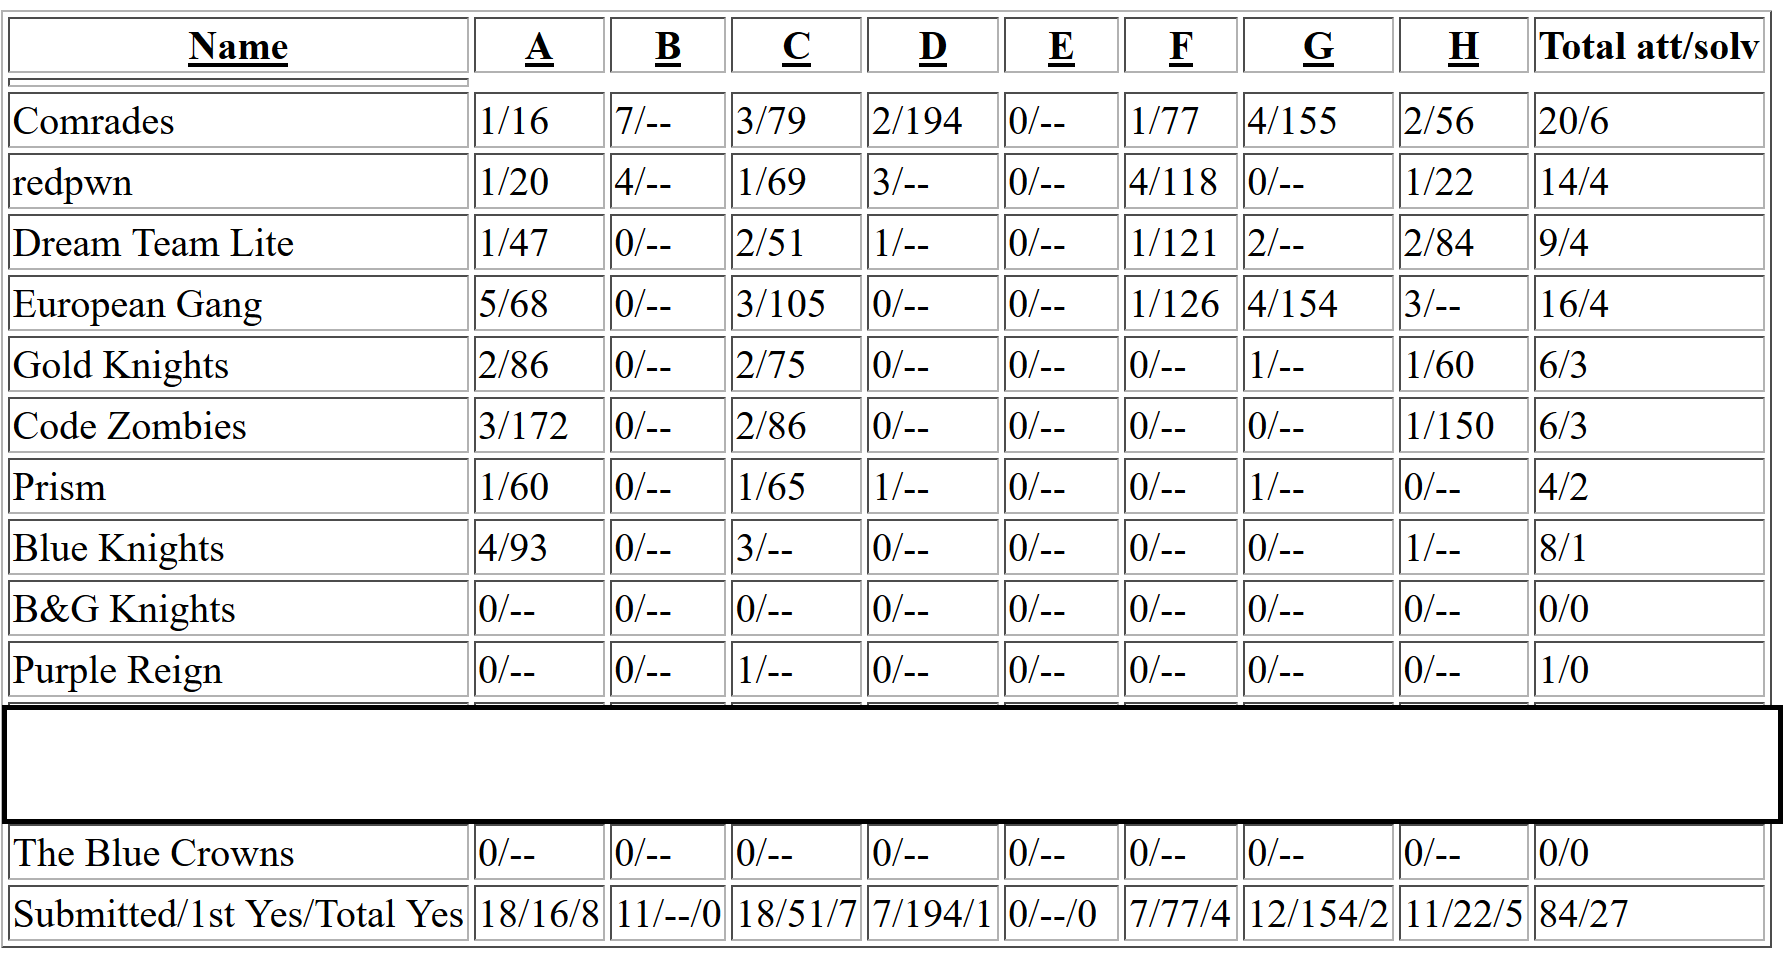 Name A B C D E F G H Total att/solv
Comrades 1/16 7/-- 3/79 2/194 0/-- 1/77 4/155 2/56 20/6
redpwn 1/20 4/-- 1/69 3/-- 0/-- 4/118 0/-- 1/22 14/4
Dream Team Lite 1/47 0/-- 2/51 1/-- 0/-- 1/121 2/-- 2/84 9/4
European Gang 5/68 0/-- 3/105 0/-- 0/-- 1/126 4/154 3/-- 16/4
Gold Knights 2/86 0/-- 2/75 0/-- 0/-- 0/-- 1/-- 1/60 6/3
Code Zombies 3/172 0/-- 2/86 0/-- 0/-- 0/-- 0/-- 1/150 6/3
Prism 1/60 0/-- 1/65 1/-- 0/-- 0/-- 1/-- 0/-- 4/2
Blue Knights 4/93 0/-- 3/-- 0/-- 0/-- 0/-- 0/-- 1/-- 8/1
B&G Knights 0/-- 0/-- 0/-- 0/-- 0/-- 0/-- 0/-- 0/-- 0/0
Purple Reign 0/-- 0/-- 1/-- 0/-- 0/-- 0/-- 0/-- 0/-- 1/0
The Blue Crowns 0/-- 0/-- 0/-- 0/-- 0/-- 0/-- 0/-- 0/-- 0/0
Submitted/1st Yes/Total Yes 18/16/8 11/--/0 18/51/7 7/194/1 0/--/0 7/77/4 12/154/2 11/22/5 84/27